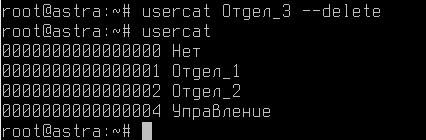 root@astra:~# usercat Отдел_3 --delete
root@astra:~# usercat
0000000000000000 Нет
0000000000000001 Отдел_1
0000000000000002 Отдел_2
0000000000000004 Управление
root@astra:~#